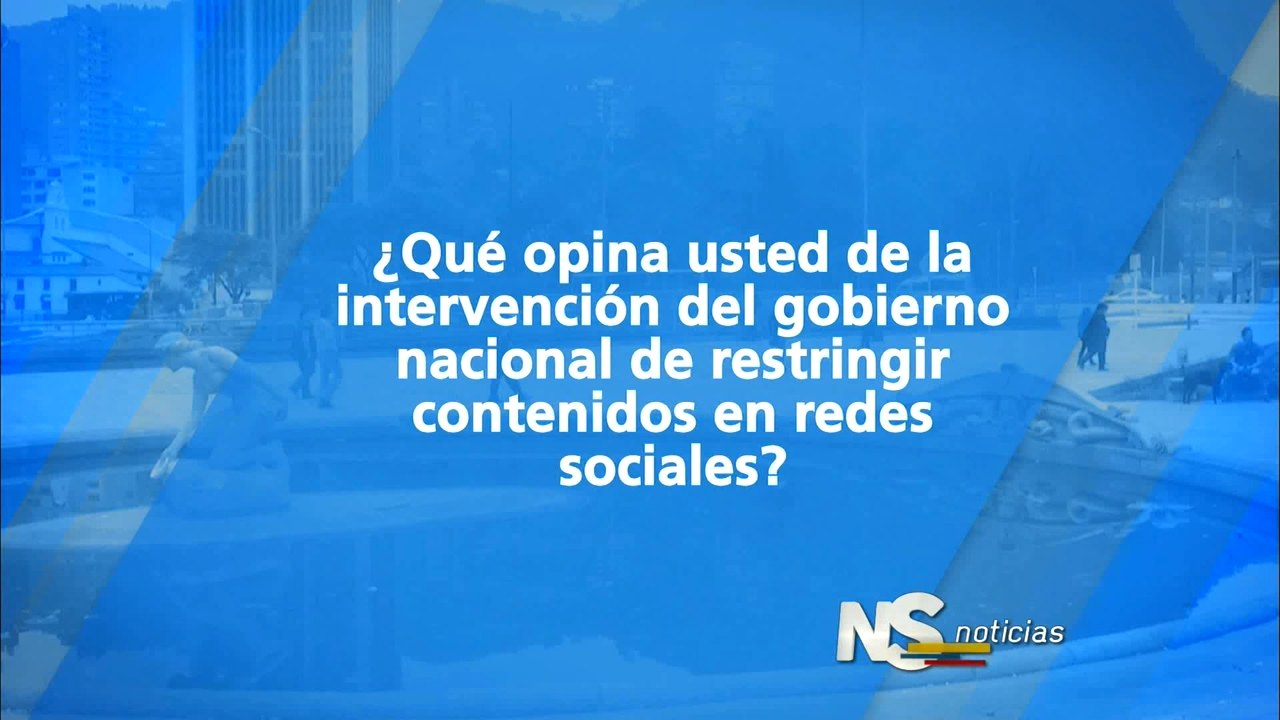 ¿Qué opina usted de la
intervención del gobierno
nacional de restringir
contenidos en redes
sociales?
NS noticias